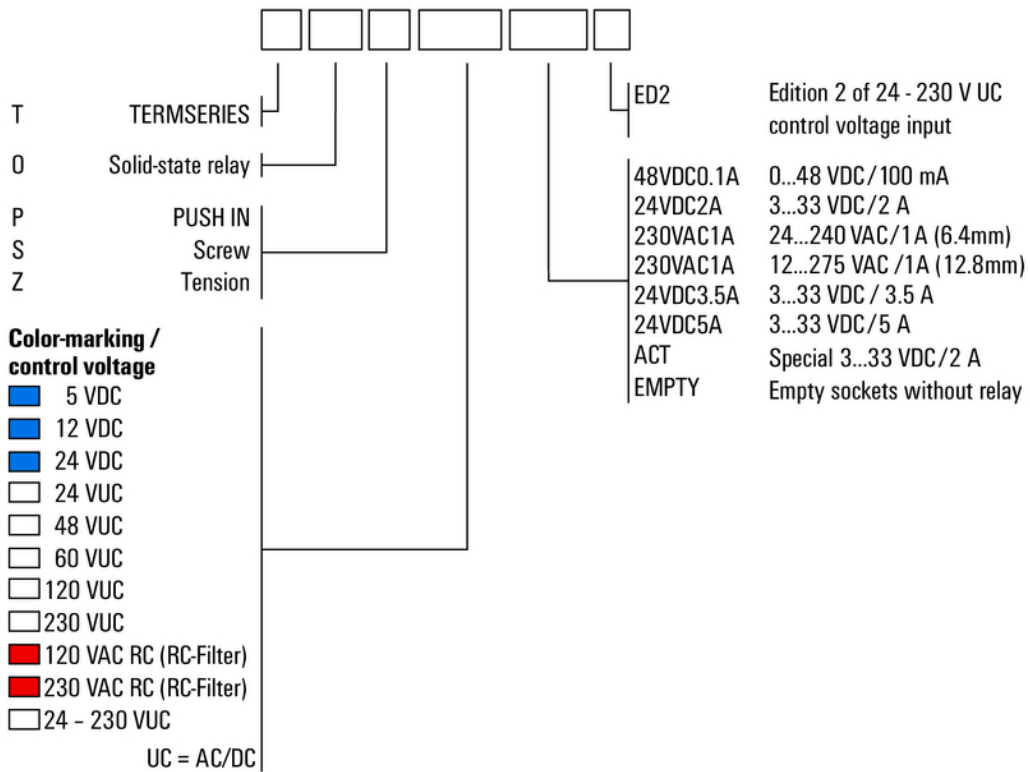 T TERMSERIES
O Solid-state relay
P PUSH IN
S Screw
Z Tension
Color-marking /
control voltage
5 VDC
12 VDC
24 VDC
24 VUC
48 VUC
60 VUC
120 VUC
230 VUC
120 VAC RC (RC-Filter)
230 VAC RC (RC-Filter)
24 – 230 VUC
UC = AC/DC
ED2 Edition 2 of 24 - 230 V UC
control voltage input
48VDC0.1A 0...48 VDC/100 mA
24VDC2A 3...33 VDC/2 A
230VAC1A 24...240 VAC/1A (6.4mm)
230VAC1A 12...275 VAC /1A (12.8mm)
24VDC3.5A 3...33 VDC / 3.5 A
24VDC5A 3...33 VDC/5 A
ACT Special 3...33 VDC/2 A
EMPTY Empty sockets without relay